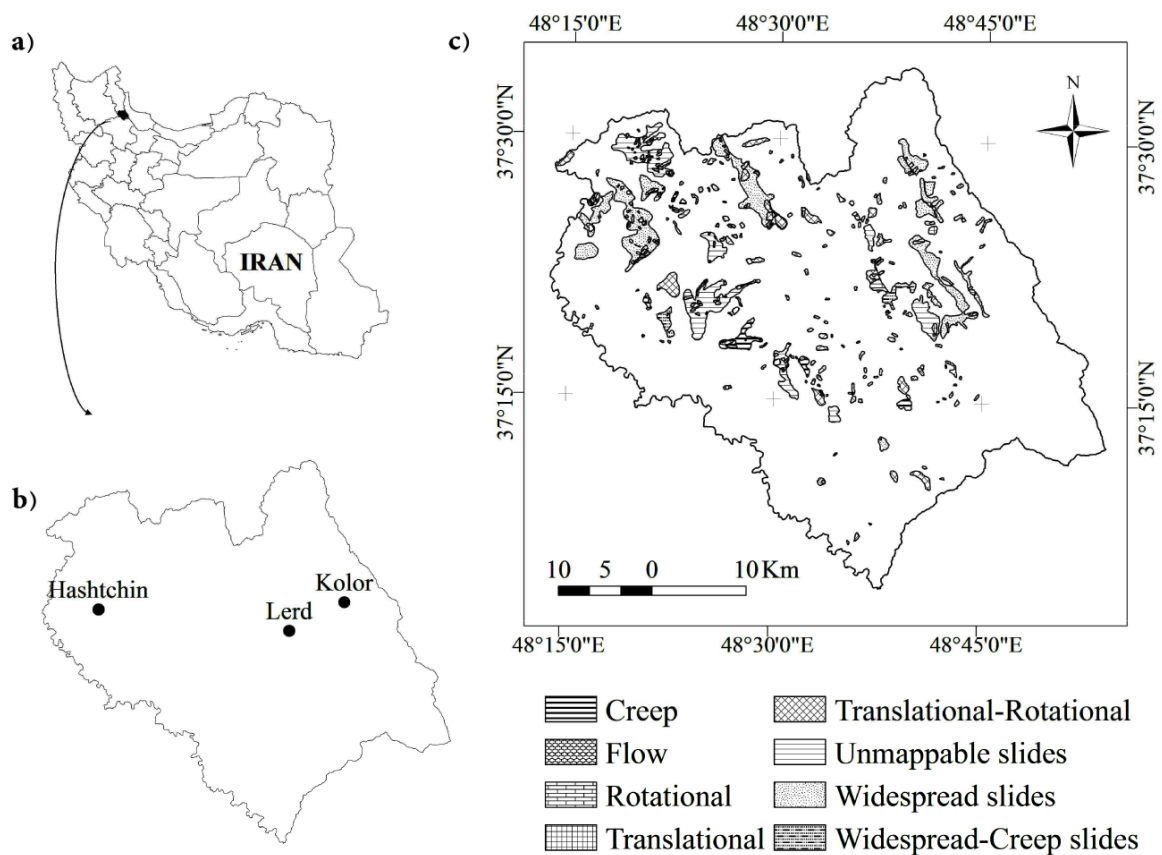 a)
IRAN
b)
Hashtchin
Kolor
Lerd
c)
48°15'0"E 48°30'0"E 48°45'0"E
N
37°30'0"N 37°30'0"N
37°15'0"N 37°15'0"N
10 5 0 10 Km
48°15'0"E 48°30'0"E 48°45'0"E
Creep
Flow
Rotational
Translational
Translational-Rotational
Unmappable slides
Widespread slides
Widespread-Creep slides